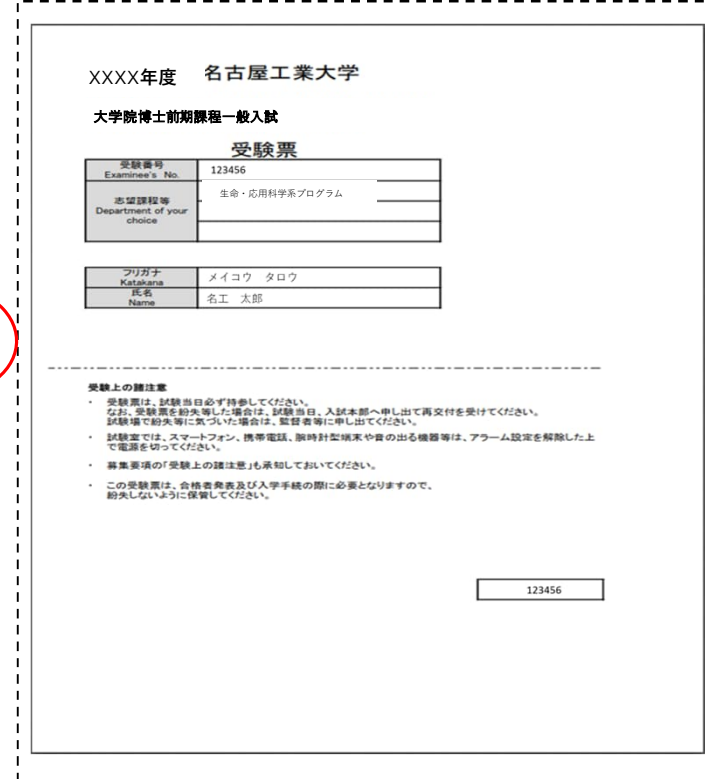 XXXX年度 名古屋工業大学
大学院博士前期課程一般入試
受験票
受験番号
Examinee's No.
123456
志望課程等
Department of your
choice
生命・応用科学系プログラム
フリガナ
Katakana
メイコウ タロウ
氏名
Name
名工 太郎
受験上の諸注意
・ 受験票は、試験当日必ず持参してください。
なお、受験票を紛失等した場合は、試験当日、入試本部へ申し出て再交付を受けてください。
試験場で紛失等に気づいた場合は、監督者等に申し出てください。
・ 試験室では、スマートフォン、携帯電話、腕時計型端末や音の出る機器等は、アラーム設定を解除した上
で電源を切ってください。
・ 募集要項の「受験上の諸注意」も承知しておいてください。
・ この受験票は、合格者発表及び入学手続の際に必要となりますので、
紛失しないように保管してください。
123456